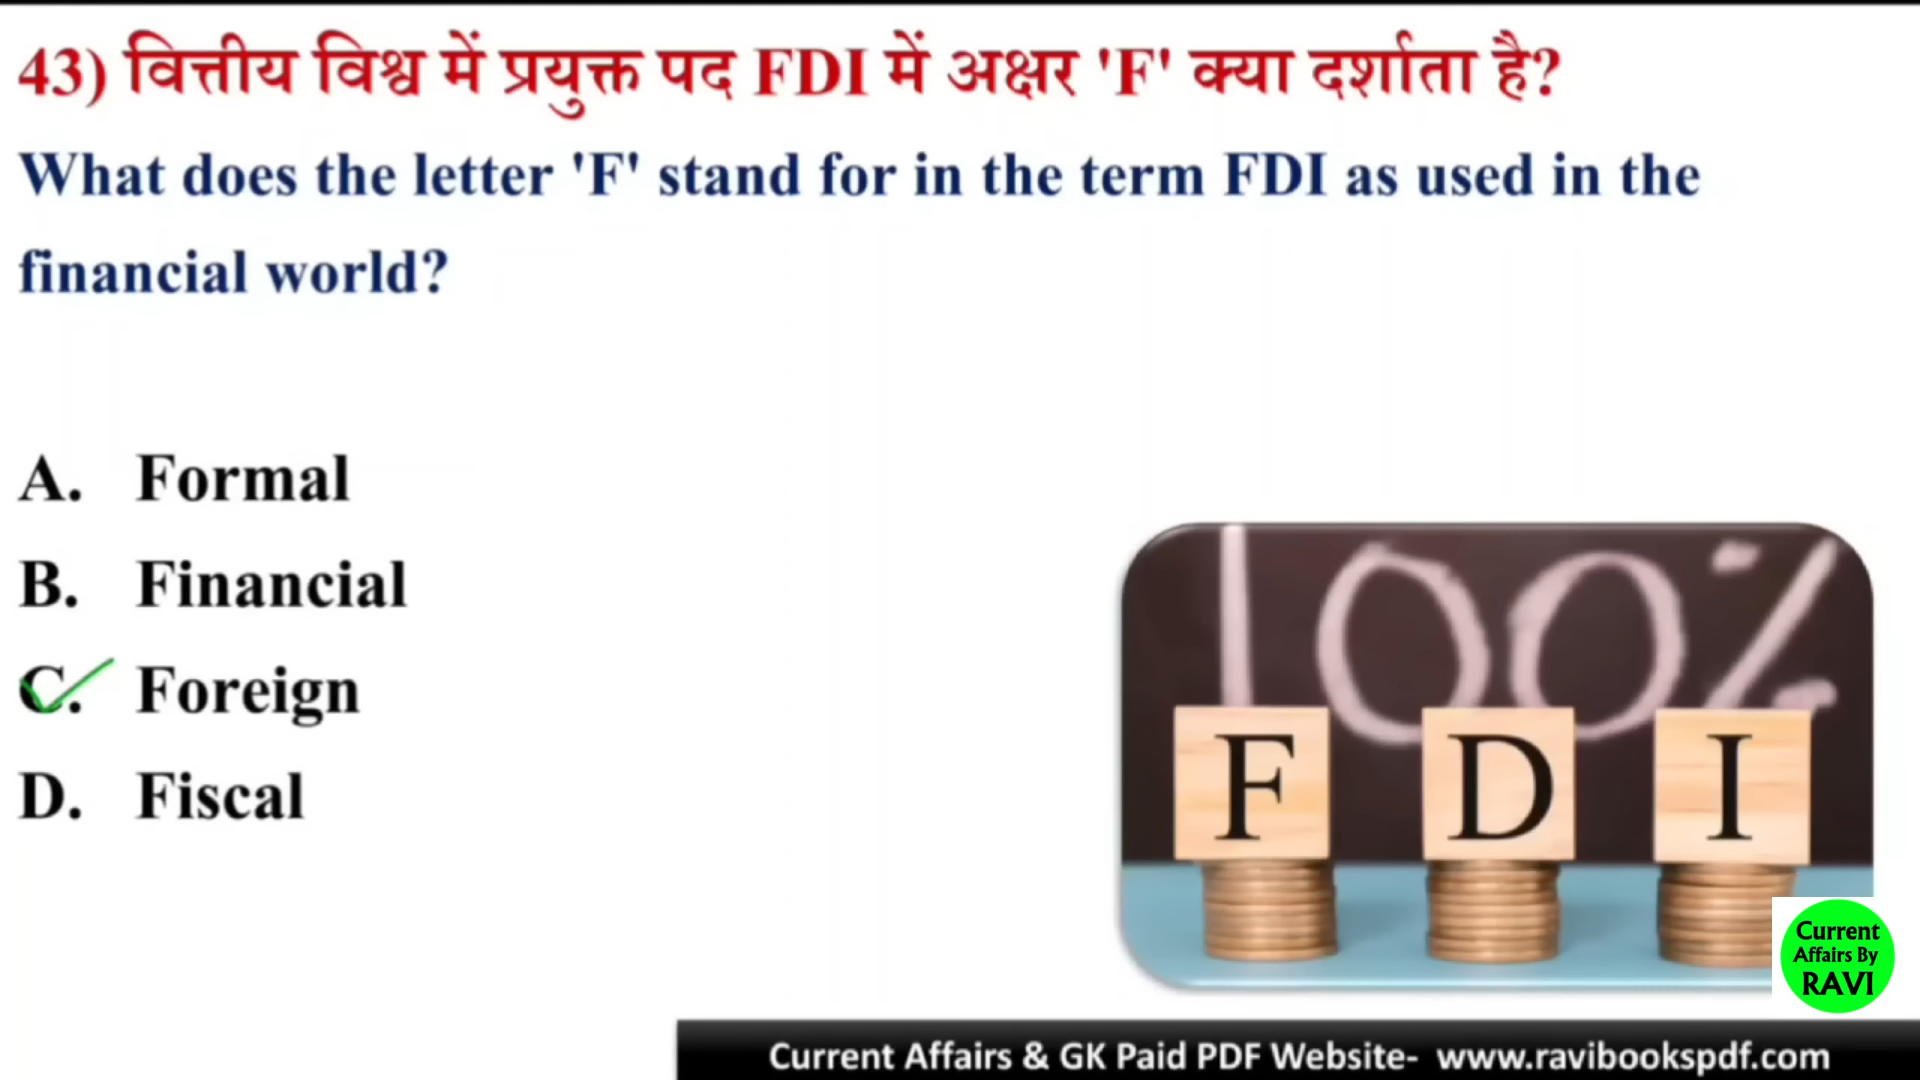 43) वित्तीय विश्व में प्रयुक्त पद FDI में अक्षर 'F' क्या दर्शाता है?
What does the letter 'F' stand for in the term FDI as used in the
financial world?
A. Formal
B. Financial
C. Foreign
D. Fiscal
100%
F D I
Current
Affairs By
RAVI
Current Affairs & GK Paid PDF Website- www.ravibookspdf.com